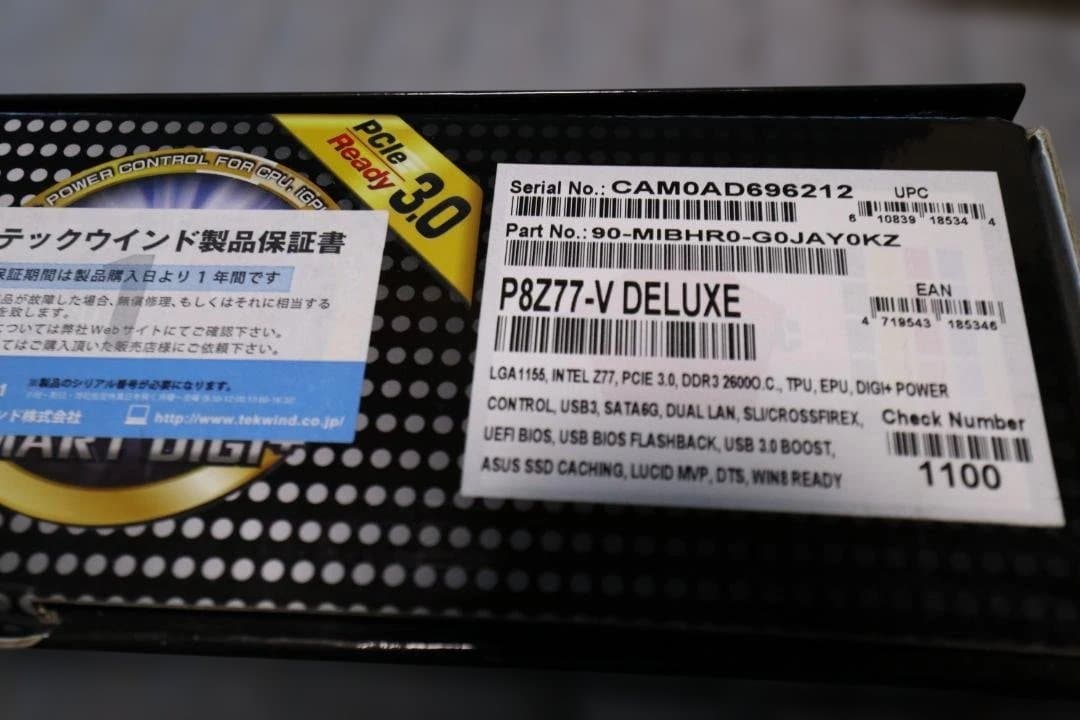 POWER CONTROL FOR CPU, iGPU
PCIe
Ready 3.0
テックウインド製品保証書
保証期間は製品購入日より1年間です
品が故障した場合、無償修理、もしくはそれに相当する
を致します。
については弊社Webサイトにてご確認下さい。
てはご購入頂いた販売店様にご依頼下さい。
※製品のシリアル番号が必要になります。
ンド株式会社
http://www.tekwind.co.jp/
SMART DIGI+
Serial No.: CAM0AD696212
UPC
6 10839 18534 4
Part No.: 90-MIBHR0-G0JAY0KZ
P8Z77-V DELUXE
EAN
4 719543 185346
LGA1155, INTEL Z77, PCIE 3.0, DDR3 2600O.C., TPU, EPU, DIGI+ POWER
CONTROL, USB3, SATA6G, DUAL LAN, SLI/CROSSFIREX,
UEFI BIOS, USB BIOS FLASHBACK, USB 3.0 BOOST,
ASUS SSD CACHING, LUCID MVP, DTS, WIN8 READY
Check Number
1100